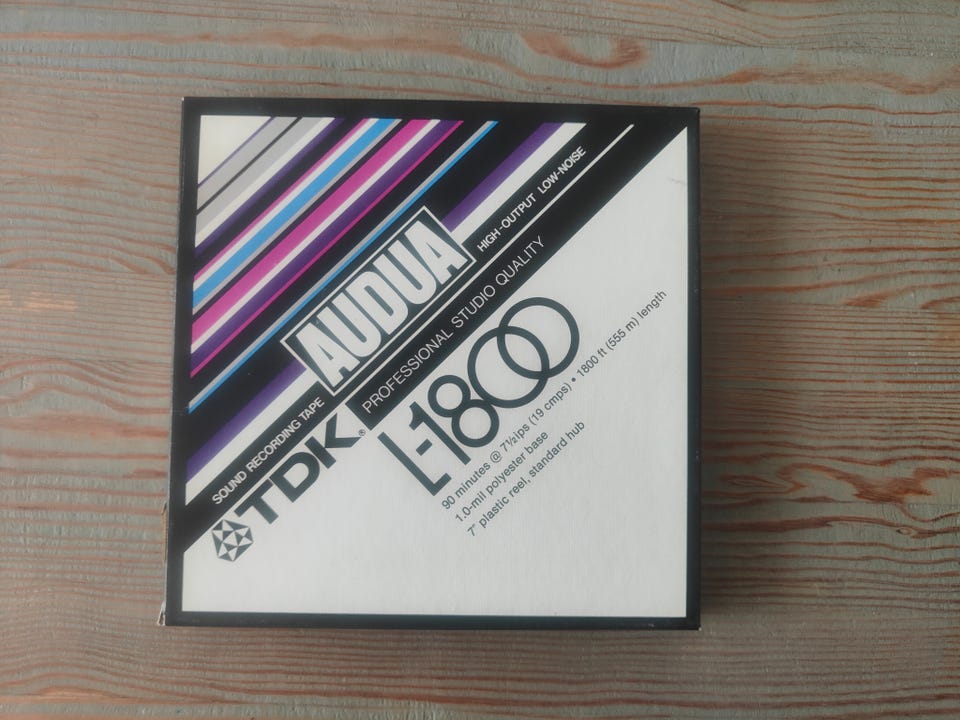 AUDUA
HIGH-OUTPUT LOW-NOISE
SOUND RECORDING TAPE
TDK®
PROFESSIONAL STUDIO QUALITY
L-1800
90 minutes @ 7½ips (19 cmps) • 1800 ft (555 m) length
1.0-mil polyester base
7" plastic reel, standard hub